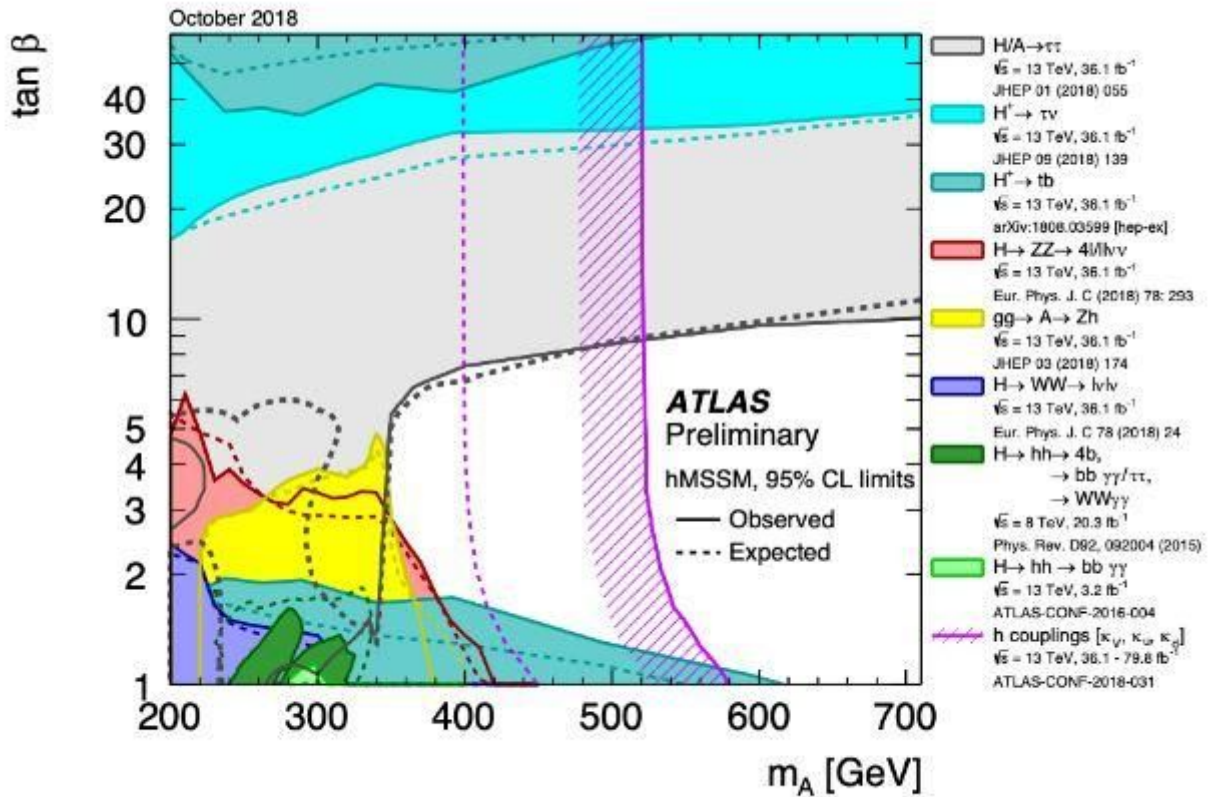 October 2018
tan β
40
30
20
10
5
4
3
2
1
200
300
400
500
600
700
m_A [GeV]
ATLAS
Preliminary
hMSSM, 95% CL limits
Observed
Expected
H/A→ττ
√s = 13 TeV, 36.1 fb⁻¹
JHEP 01 (2018) 055
H⁺→ τν
√s = 13 TeV, 36.1 fb⁻¹
JHEP 09 (2018) 139
H⁺→ tb
√s = 13 TeV, 36.1 fb⁻¹
arXiv:1808.03599 [hep-ex]
H→ ZZ→ 4l/llνν
√s = 13 TeV, 36.1 fb⁻¹
Eur. Phys. J. C (2018) 78: 293
gg→ A→ Zh
√s = 13 TeV, 36.1 fb⁻¹
JHEP 03 (2018) 174
H→ WW→ lνlν
√s = 13 TeV, 36.1 fb⁻¹
Eur. Phys. J. C 78 (2018) 24
H→ hh→ 4b,
→ bb γγ/ττ,
→ WWγγ
√s = 8 TeV, 20.3 fb⁻¹
Phys. Rev. D92, 092004 (2015)
H→ hh → bb γγ
√s = 13 TeV, 3.2 fb⁻¹
ATLAS-CONF-2016-004
h couplings [κ_V, κ_u, κ_d]
√s = 13 TeV, 36.1 - 79.8 fb⁻¹
ATLAS-CONF-2018-031